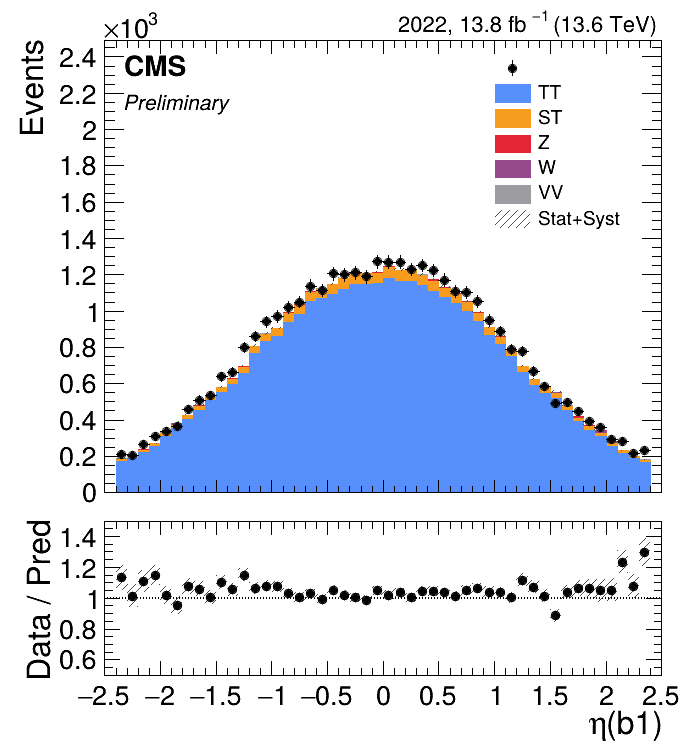 ×10³
2022, 13.8 fb⁻¹ (13.6 TeV)
Events
CMS
Preliminary
TT
ST
Z
W
VV
Stat+Syst
2.4
2.2
2
1.8
1.6
1.4
1.2
1
0.8
0.6
0.4
0.2
0
Data / Pred
1.4
1.2
1
0.8
0.6
−2.5 −2 −1.5 −1 −0.5 0 0.5 1 1.5 2 2.5
η(b1)